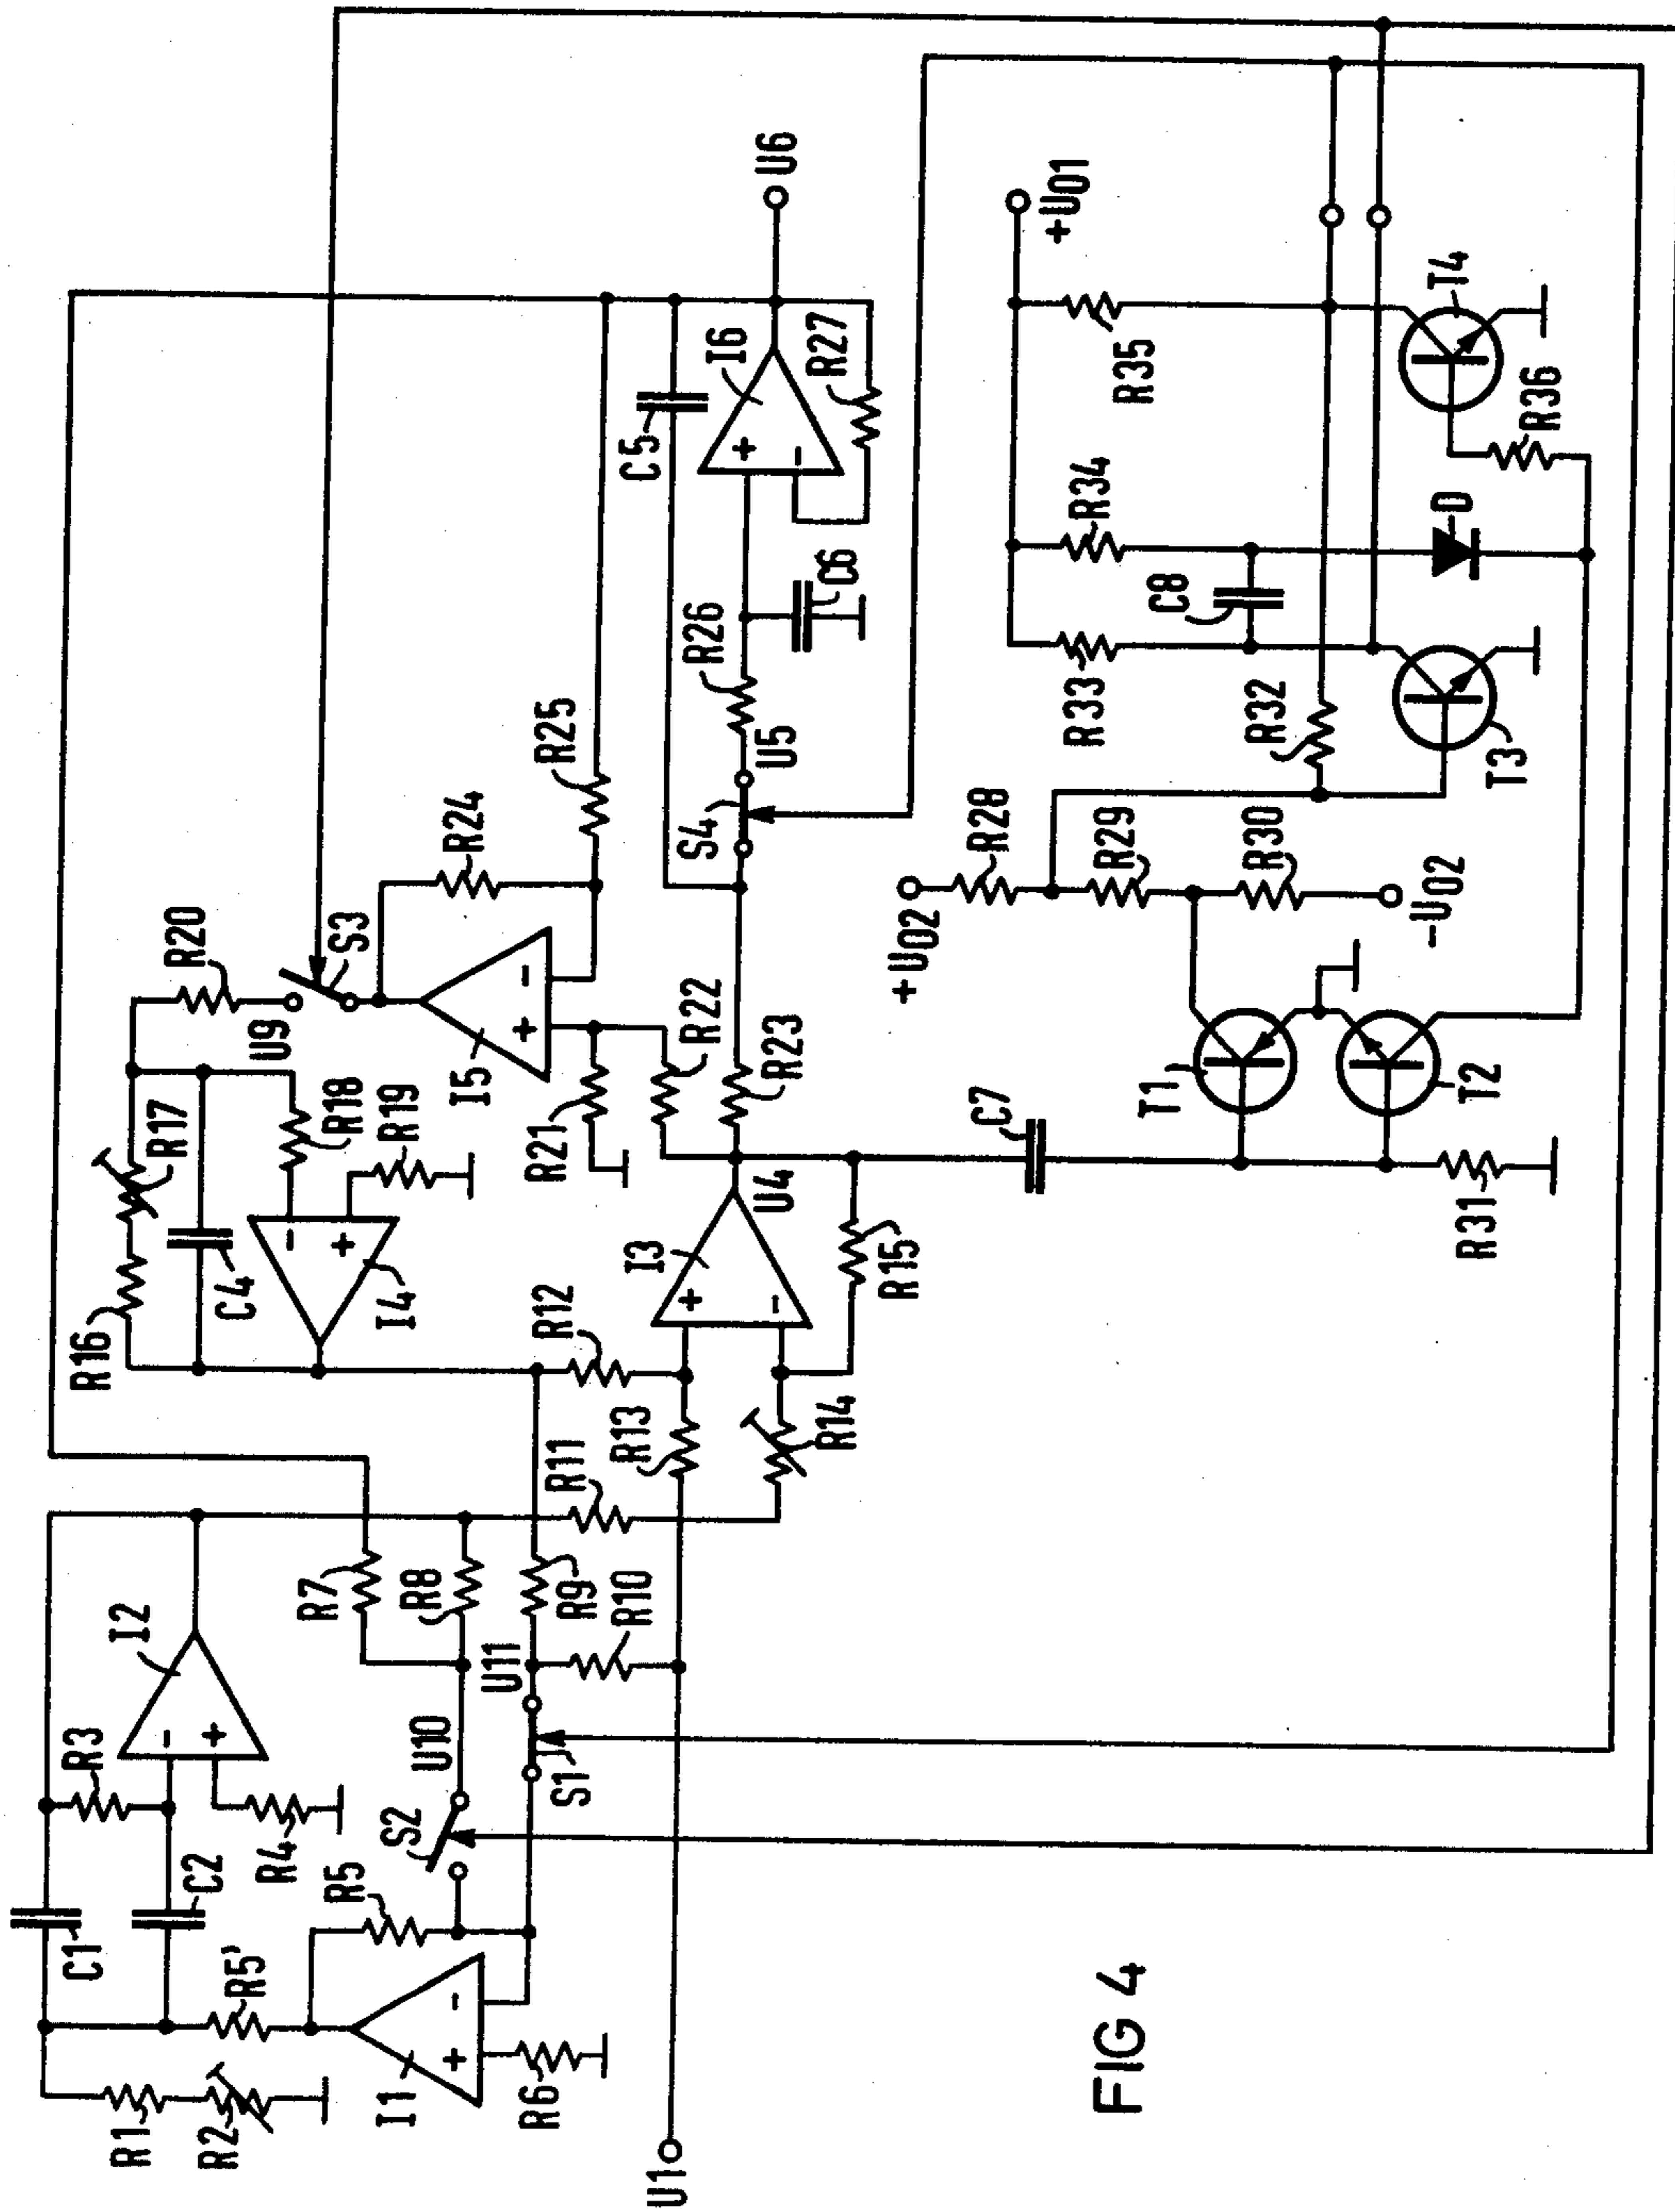 C1
R3
I2
R1
R5'
C2
R2
R4
I1
R5
S2
U10
R7
R8
R6
S1
U11
R9
R10
U1
R16
R17
U9
R20
C4
R18
S3
R19
I4
R24
I5
R25
R11
R12
R21
R22
R13
I3
R14
U4
R23
R15
S4
U5
R26
C5
C6
I6
U6
R27
C7
+U02
R28
R29
R30
-U02
T1
T2
R31
R32
R33
C8
R34
R35
+U01
T3
D
T4
R36
FIG 4